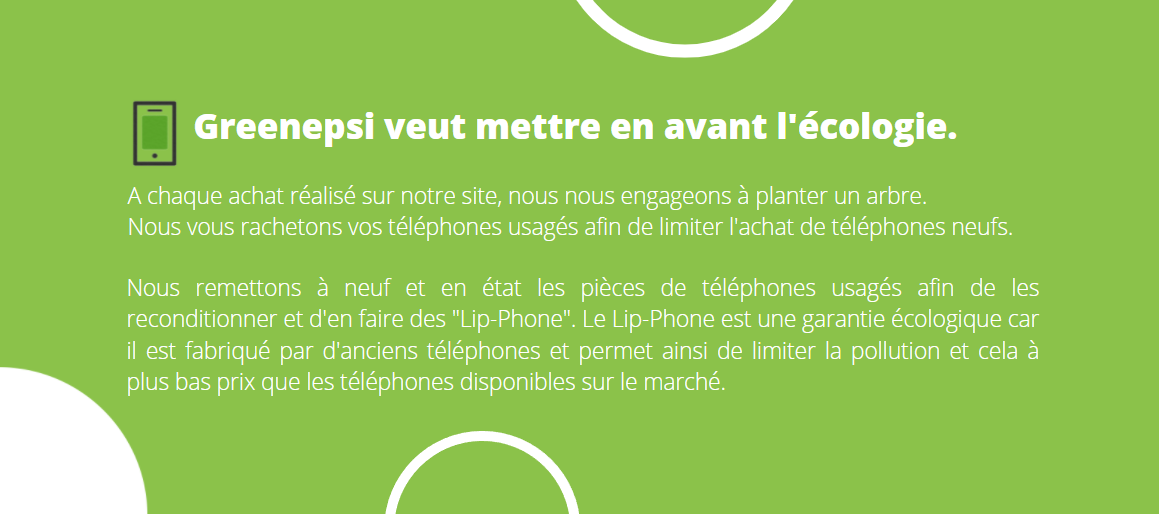 Greenepsi veut mettre en avant l'écologie.
A chaque achat réalisé sur notre site, nous nous engageons à planter un arbre.
Nous vous rachetons vos téléphones usagés afin de limiter l'achat de téléphones neufs.
Nous remettons à neuf et en état les pièces de téléphones usagés afin de les
reconditionner et d'en faire des "Lip-Phone". Le Lip-Phone est une garantie écologique car
il est fabriqué par d'anciens téléphones et permet ainsi de limiter la pollution et cela à
plus bas prix que les téléphones disponibles sur le marché.